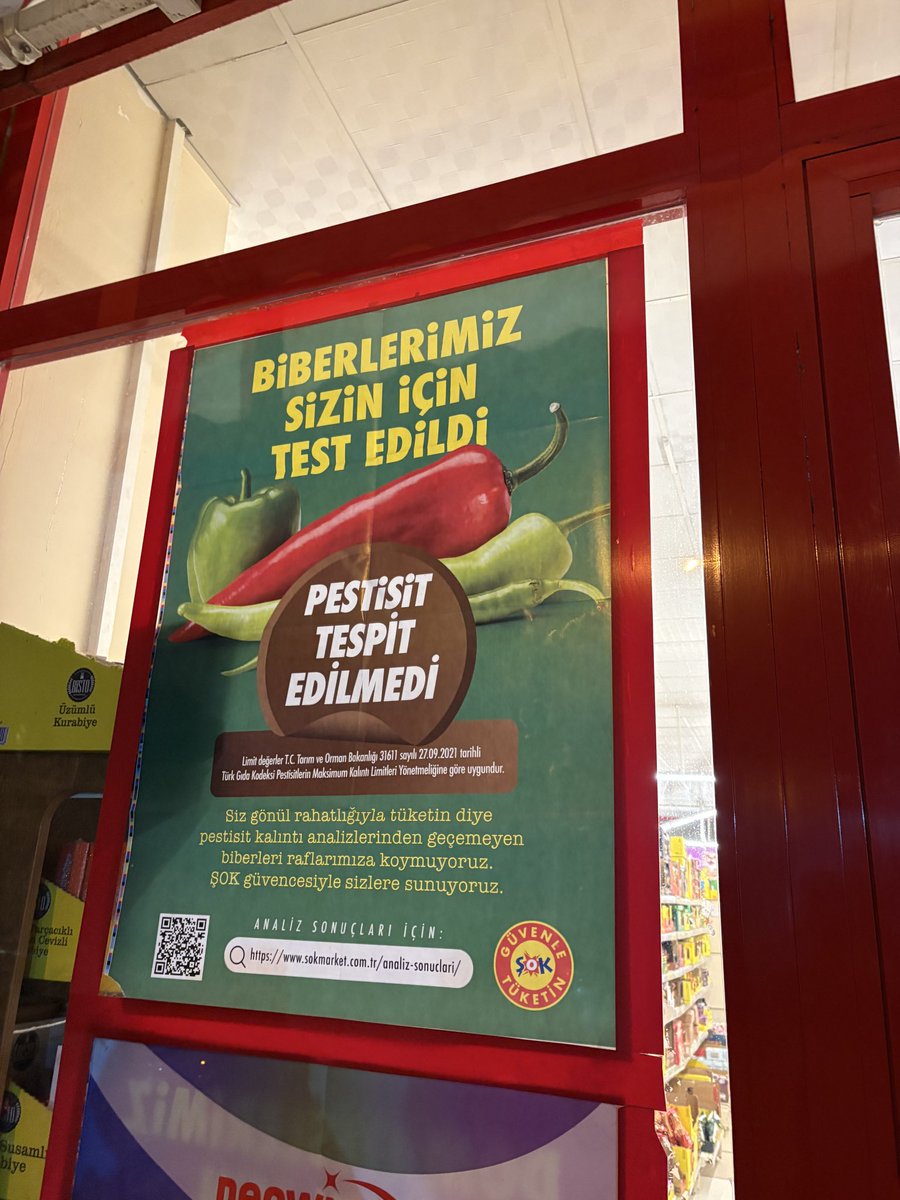 BİBERLERİMİZ
SİZİN İÇİN
TEST EDİLDİ
PESTİSİT
TESPİT
EDİLMEDİ
Limit değerler T.C. Tarım ve Orman Bakanlığı 31611 sayılı 27.09.2021 tarihli
Türk Gıda Kodeksi Pestisitlerin Maksimum Kalıntı Limitleri Yönetmeliğine göre uygundur.
Siz gönül rahatlığıyla tüketin diye
pestisit kalıntı analizlerinden geçemeyen
biberleri raflarımıza koymuyoruz.
ŞOK güvencesiyle sizlere sunuyoruz.
ANALİZ SONUÇLARI İÇİN:
https://www.sokmarket.com.tr/analiz-sonuclari/
GÜVENLE
ŞOK
TÜKETİN
BISTO
Üzümlü
Kurabiye
Cevizli